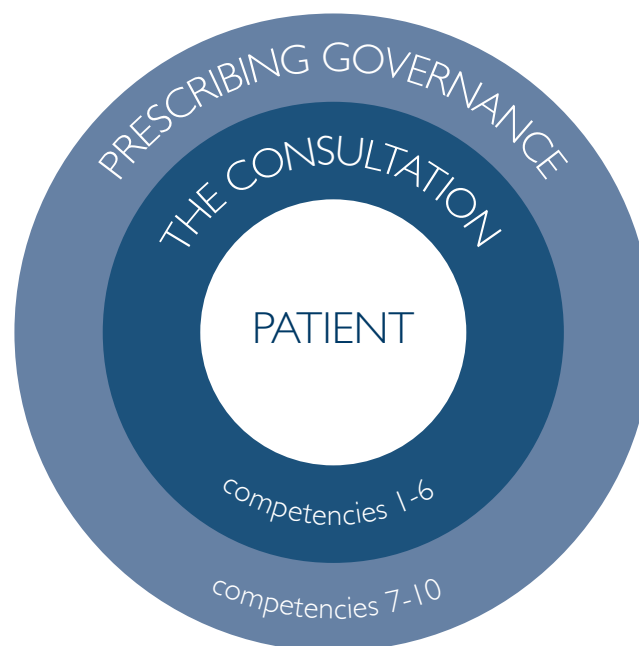 PRESCRIBING GOVERNANCE
THE CONSULTATION
PATIENT
competencies 1-6
competencies 7-10